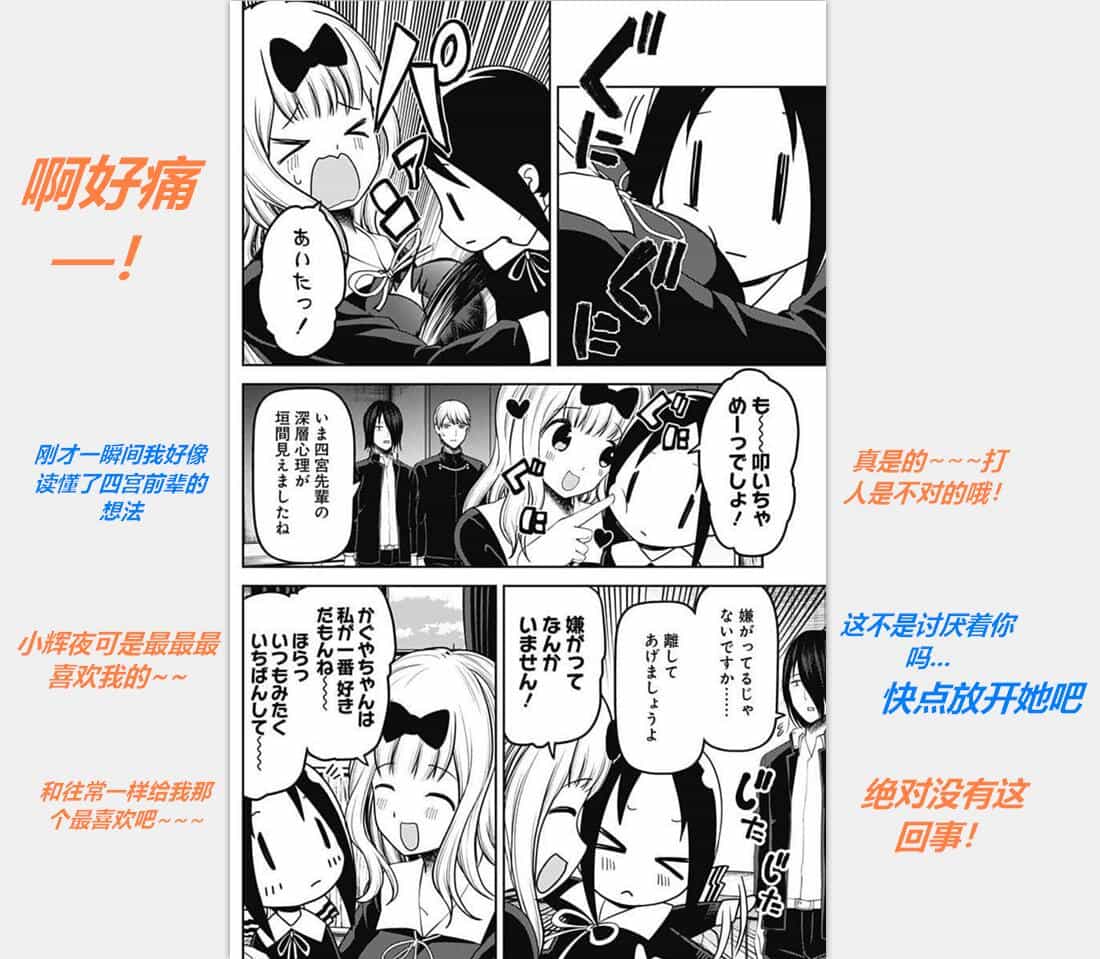 ぐ
に
ぐ
に
パァ
ロロ
あいたっ!
啊好痛
—!
も〜〜〜叩いちゃ
めーっでしょ!
ぐ
ロ
ぐ
ロ
いま四宮先輩の
深層心理が
垣間見えましたね
真是的~~~打
人是不对的哦!
刚才一瞬间我好像
读懂了四宫前辈的
想法
嫌がってるじゃ
ないですか……
離して
あげましょうよ
嫌がって
なんか
いません!
じた
じた
这不是讨厌着你
吗...
快点放开她吧
绝对没有这
回事!
かぐやちゃんは
私が一番好き
だもんね〜〜
ほらっ
いつもみたく
いちばんして〜〜
小辉夜可是最最最
喜欢我的~~
和往常一样给我那
个最喜欢吧~~~